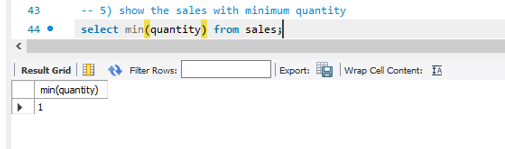 43 -- 5) show the sales with minimum quantity
44 select min(quantity) from sales;
Result Grid Filter Rows: Export: Wrap Cell Content: IA
min(quantity)
1